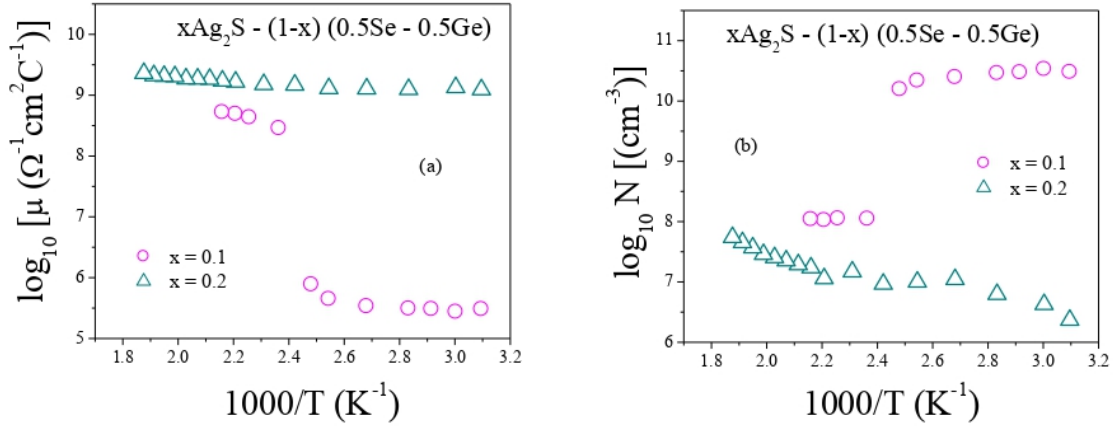 xAg₂S - (1-x) (0.5Se - 0.5Ge)
log₁₀ [μ (Ω⁻¹cm²C⁻¹)]
10
9
8
7
6
5
(a)
x = 0.1
x = 0.2
1.8 2.0 2.2 2.4 2.6 2.8 3.0 3.2
1000/T (K⁻¹)
xAg₂S - (1-x) (0.5Se - 0.5Ge)
log₁₀ N [(cm⁻³)]
11
10
9
8
7
6
(b)
x = 0.1
x = 0.2
1.8 2.0 2.2 2.4 2.6 2.8 3.0 3.2
1000/T (K⁻¹)